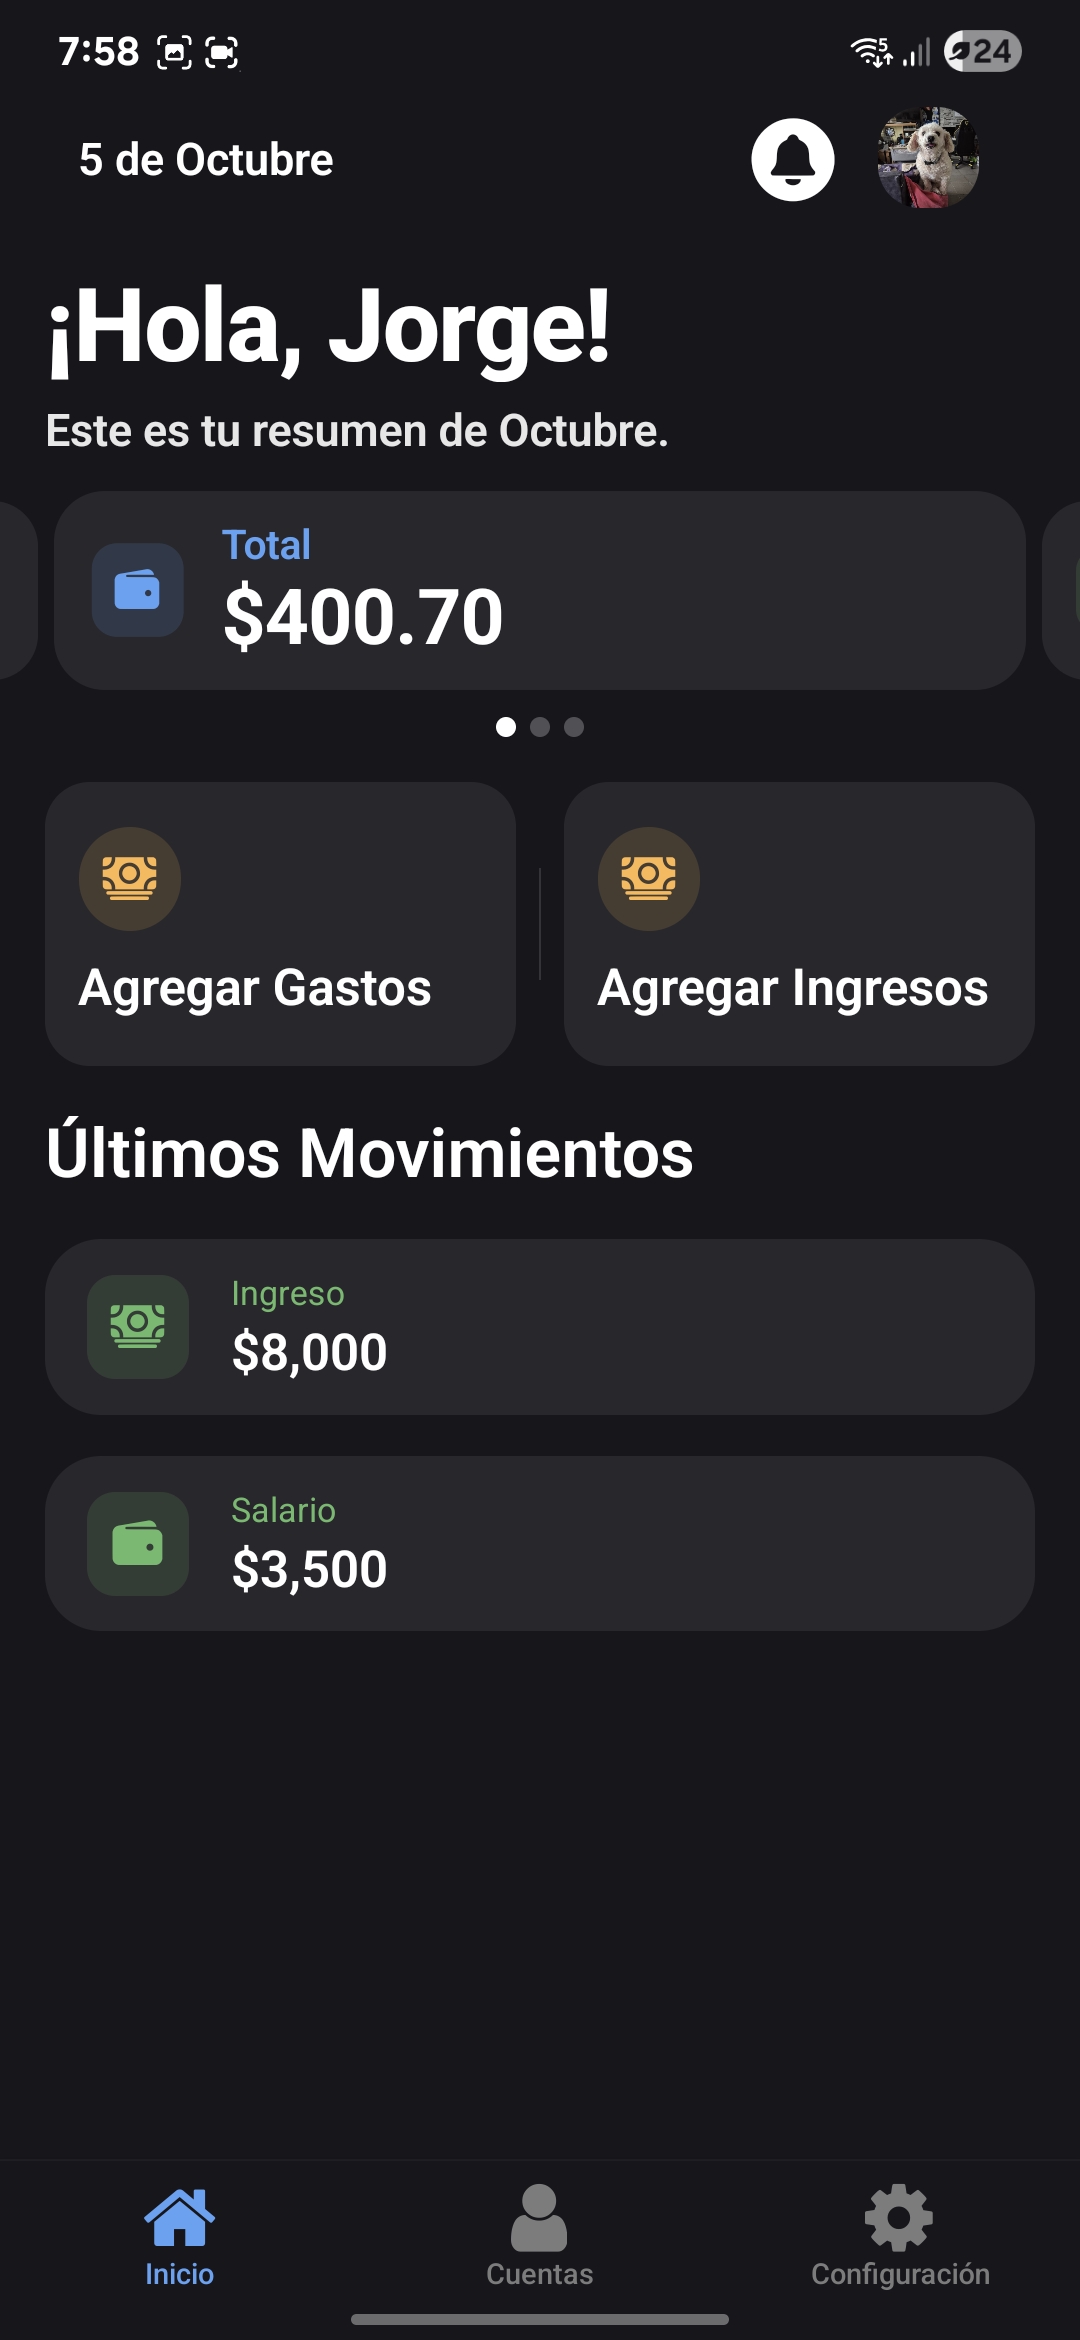 7:58
5
24
5 de Octubre
¡Hola, Jorge!
Este es tu resumen de Octubre.
Total
$400.70
Agregar Gastos
Agregar Ingresos
Últimos Movimientos
Ingreso
$8,000
Salario
$3,500
Inicio
Cuentas
Configuración